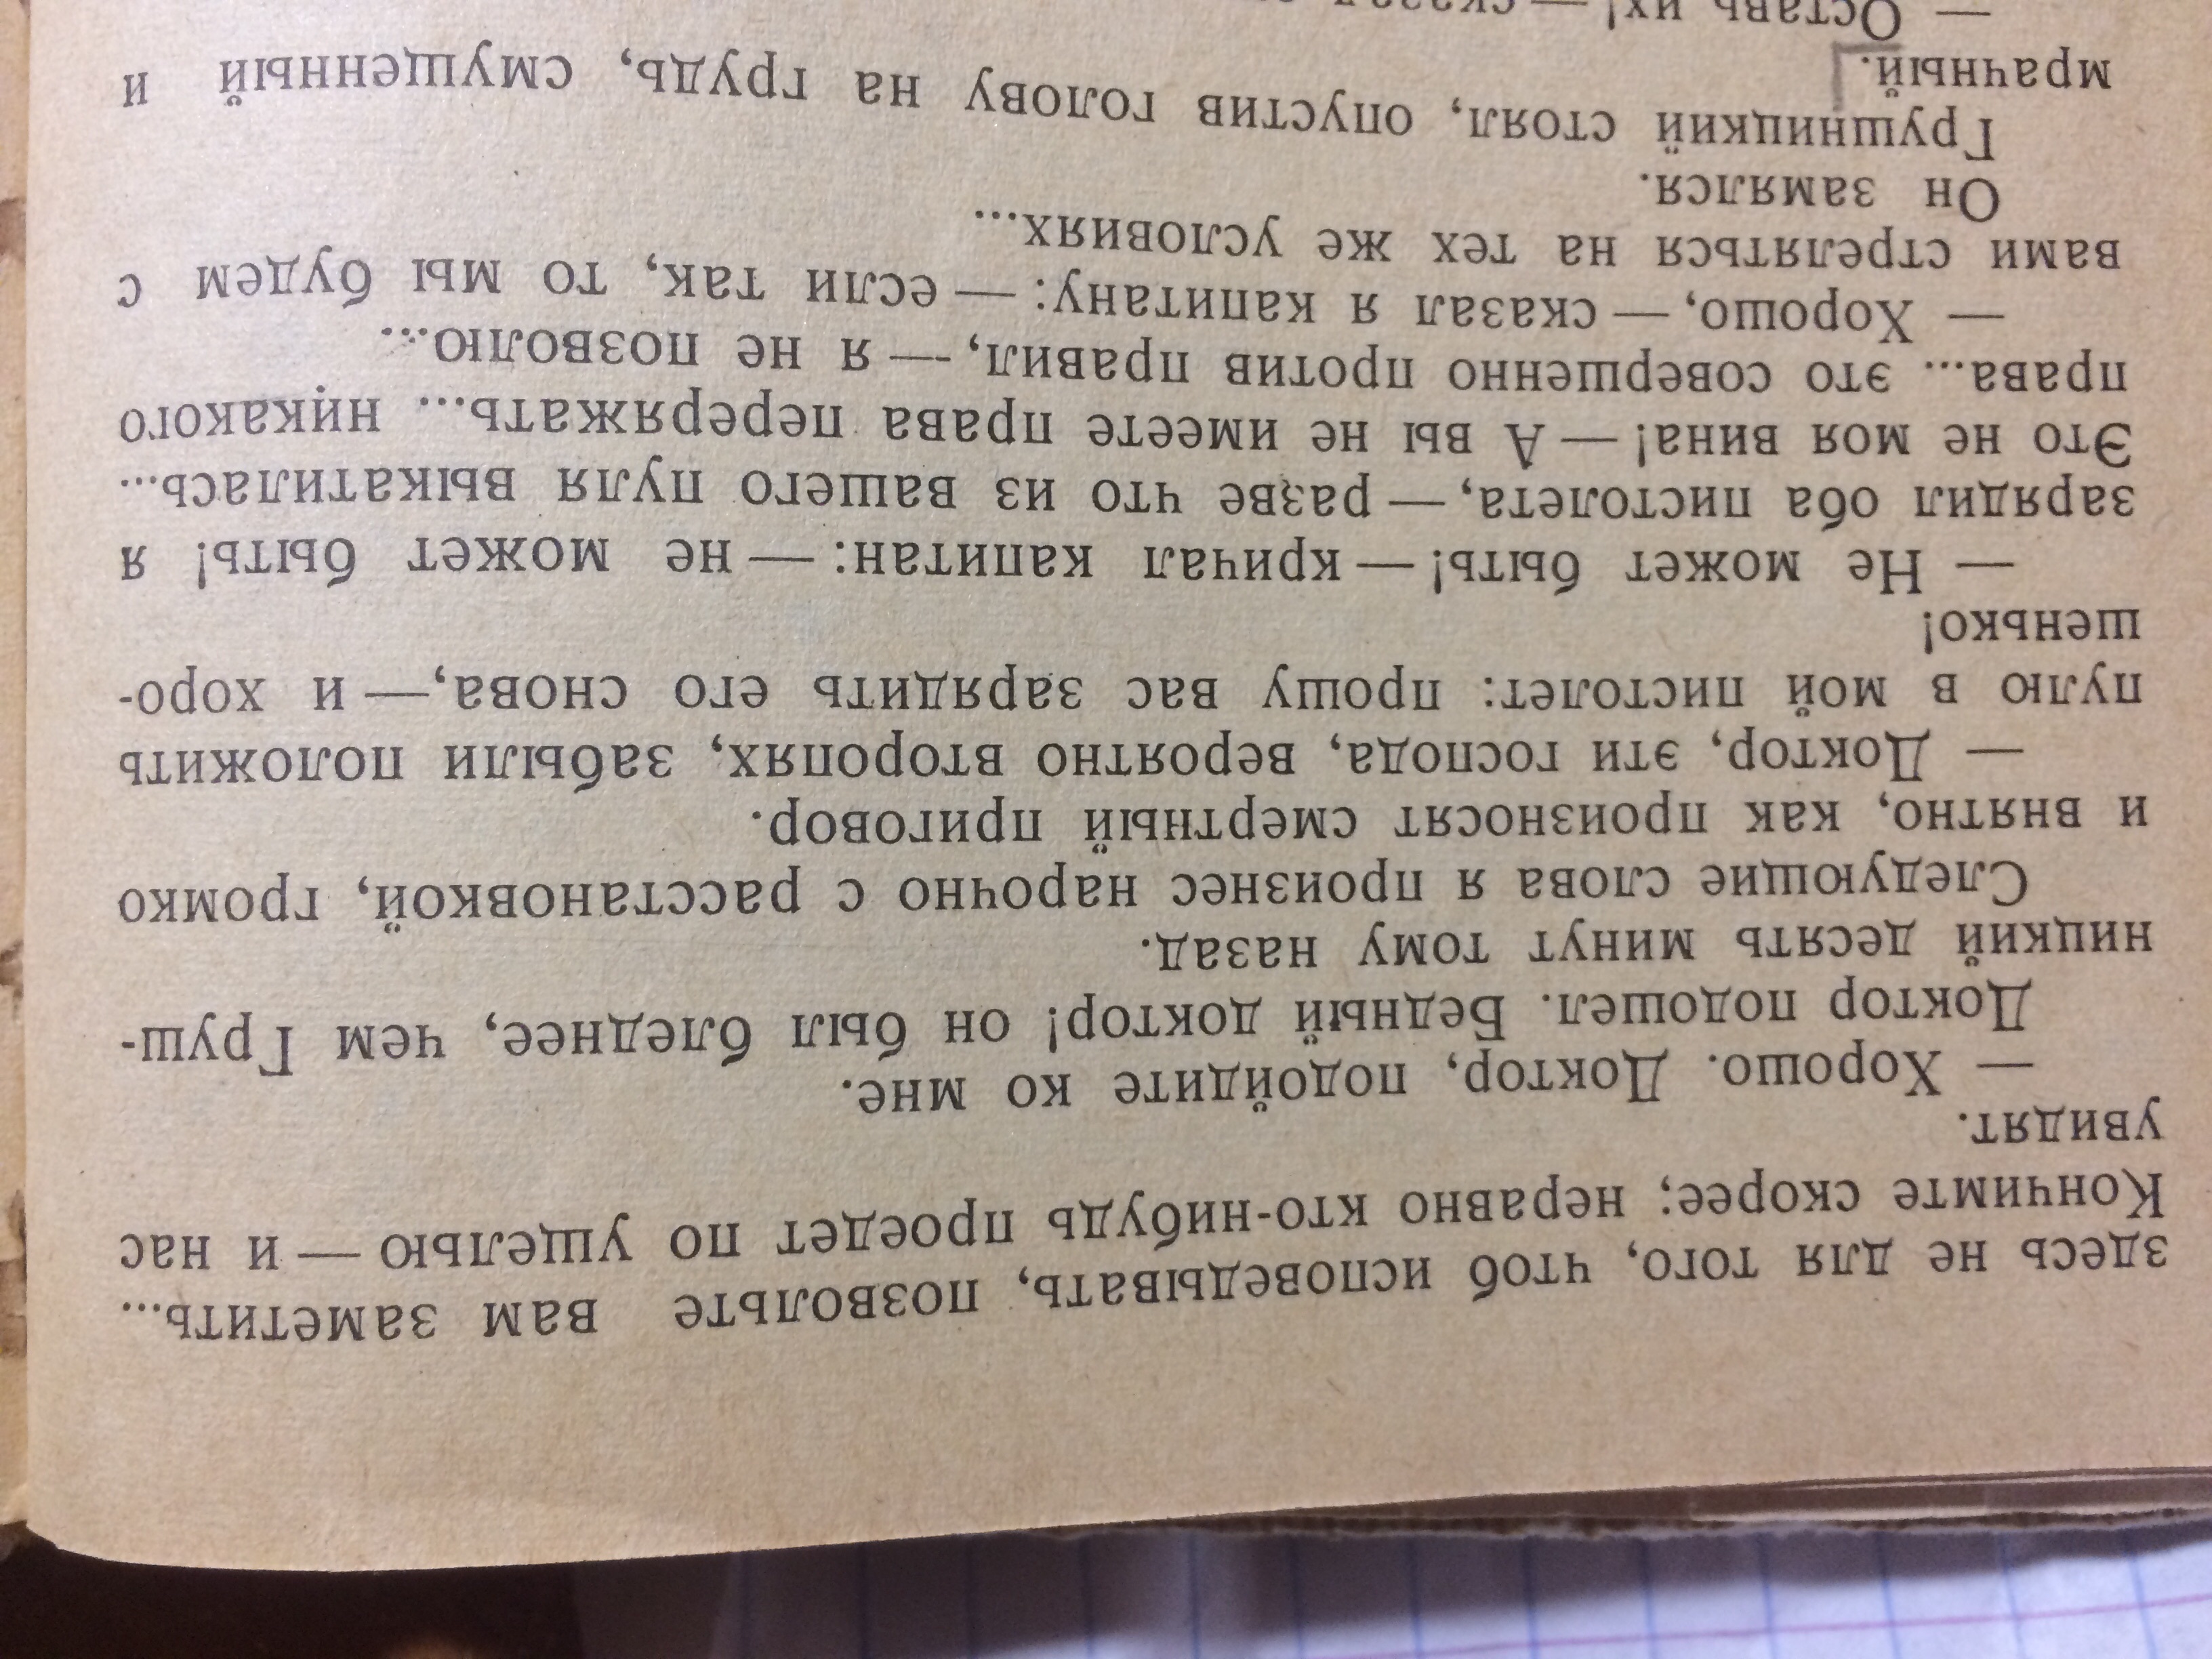 здесь не для того, чтоб исповедывать, позвольте вам заметить...
Кончимте скорее; неравно кто-нибудь проедет по ущелью — и нас
увидят.
— Хорошо. Доктор, подойдите ко мне.
Доктор подошел. Бедный доктор! он был бледнее, чем Груш-
ницкий десять минут тому назад.
Следующие слова я произнес нарочно с расстановкой, громко
и внятно, как произносят смертный приговор.
— Доктор, эти господа, вероятно второпях, забыли положить
пулю в мой пистолет: прошу вас зарядить его снова, — и хоро-
шенько!
— Не может быть! — кричал капитан: — не может быть! я
зарядил оба пистолета, — разве что из вашего пуля выкатилась...
Это не моя вина! — А вы не имеете права переряжать... никакого
права... это совершенно против правил, — я не позволю...
— Хорошо, — сказал я капитану: — если так, то мы будем с
вами стреляться на тех же условиях...
Он замялся.
Грушницкий стоял, опустив голову на грудь, смущенный и
мрачный.
— Оставь их! —